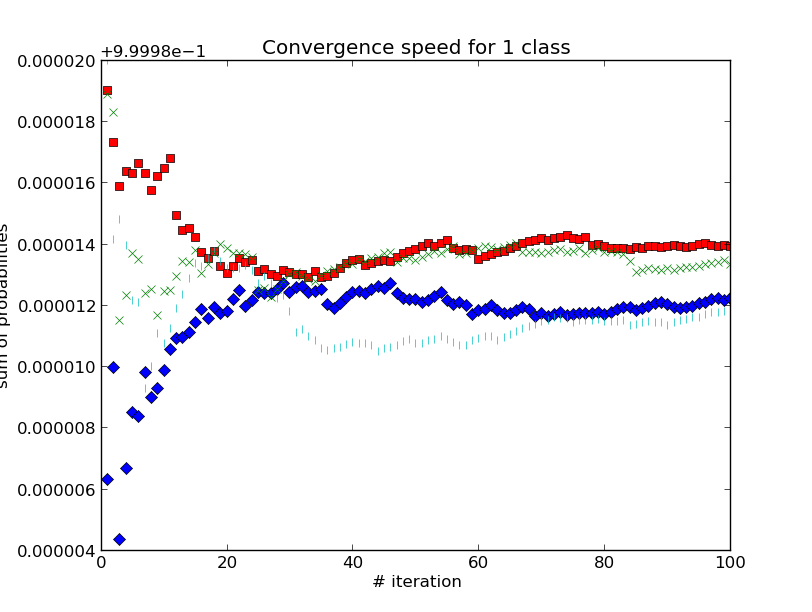 +9.9998e−1
Convergence speed for 1 class
0.000020
0.000018
0.000016
0.000014
0.000012
0.000010
0.000008
0.000006
0.000004
sum of probabilities
0 20 40 60 80 100
# iteration